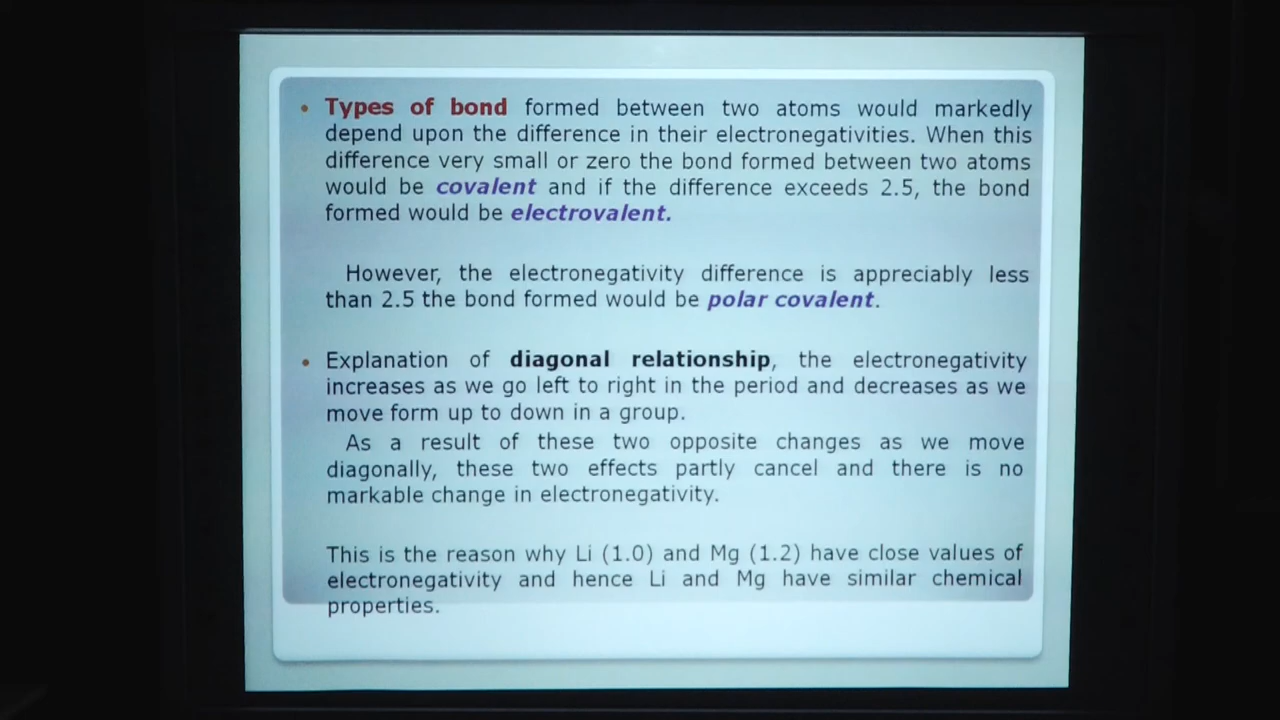 • Types of bond formed between two atoms would markedly
depend upon the difference in their electronegativities. When this
difference very small or zero the bond formed between two atoms
would be covalent and if the difference exceeds 2.5, the bond
formed would be electrovalent.
However, the electronegativity difference is appreciably less
than 2.5 the bond formed would be polar covalent.
• Explanation of diagonal relationship, the electronegativity
increases as we go left to right in the period and decreases as we
move form up to down in a group.
As a result of these two opposite changes as we move
diagonally, these two effects partly cancel and there is no
markable change in electronegativity.
This is the reason why Li (1.0) and Mg (1.2) have close values of
electronegativity and hence Li and Mg have similar chemical
properties.